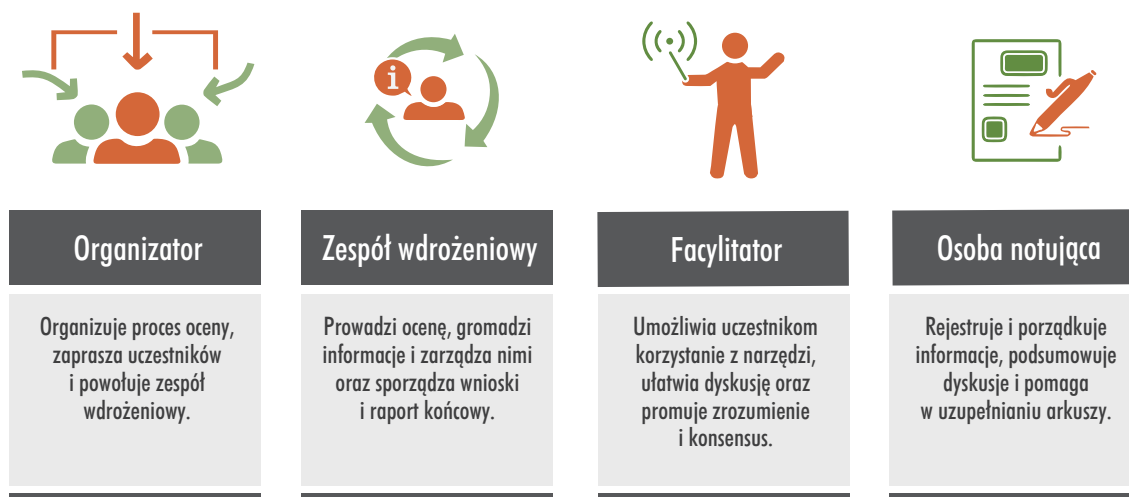 Organizator
Organizuje proces oceny,
zaprasza uczestników
i powołuje zespół
wdrożeniowy.
Zespół wdrożeniowy
Prowadzi ocenę, gromadzi
informacje i zarządza nimi
oraz sporządza wnioski
i raport końcowy.
Facylitator
Umożliwia uczestnikom
korzystanie z narzędzi,
ułatwia dyskusję oraz
promuje zrozumienie
i konsensus.
Osoba notująca
Rejestruje i porządkuje
informacje, podsumowuje
dyskusje i pomaga
w uzupełnianiu arkuszy.